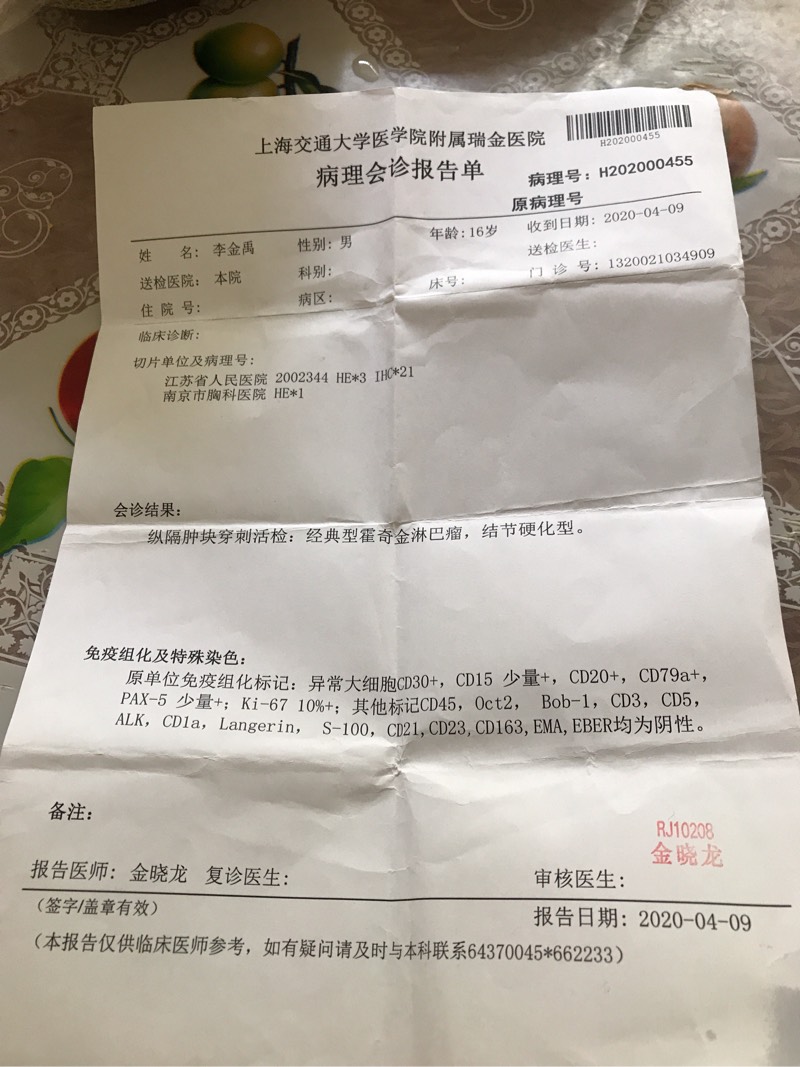 上海交通大学医学院附属瑞金医院
H202000455
病理会诊报告单
病理号: H202000455
原病理号
姓 名: 李金禹 性别: 男 年龄: 16岁 收到日期: 2020-04-09
送检医院: 本院 科别: 送检医生:
住 院 号: 病区: 床号: 门 诊 号: 1320021034909
临床诊断:
切片单位及病理号:
江苏省人民医院 2002344 HE*3 IHC*21
南京市胸科医院 HE*1
会诊结果:
纵隔肿块穿刺活检: 经典型霍奇金淋巴瘤, 结节硬化型。
免疫组化及特殊染色:
原单位免疫组化标记: 异常大细胞CD30+, CD15 少量+, CD20+, CD79a+,
PAX-5 少量+; Ki-67 10%+; 其他标记CD45, Oct2, Bob-1, CD3, CD5,
ALK, CD1a, Langerin, S-100, CD21,CD23,CD163,EMA,EBER均为阴性。
备注:
RJ10208
金晓龙
报告医师: 金晓龙 复诊医生: 审核医生:
(签字/盖章有效) 报告日期: 2020-04-09
(本报告仅供临床医师参考, 如有疑问请及时与本科联系64370045*662233)